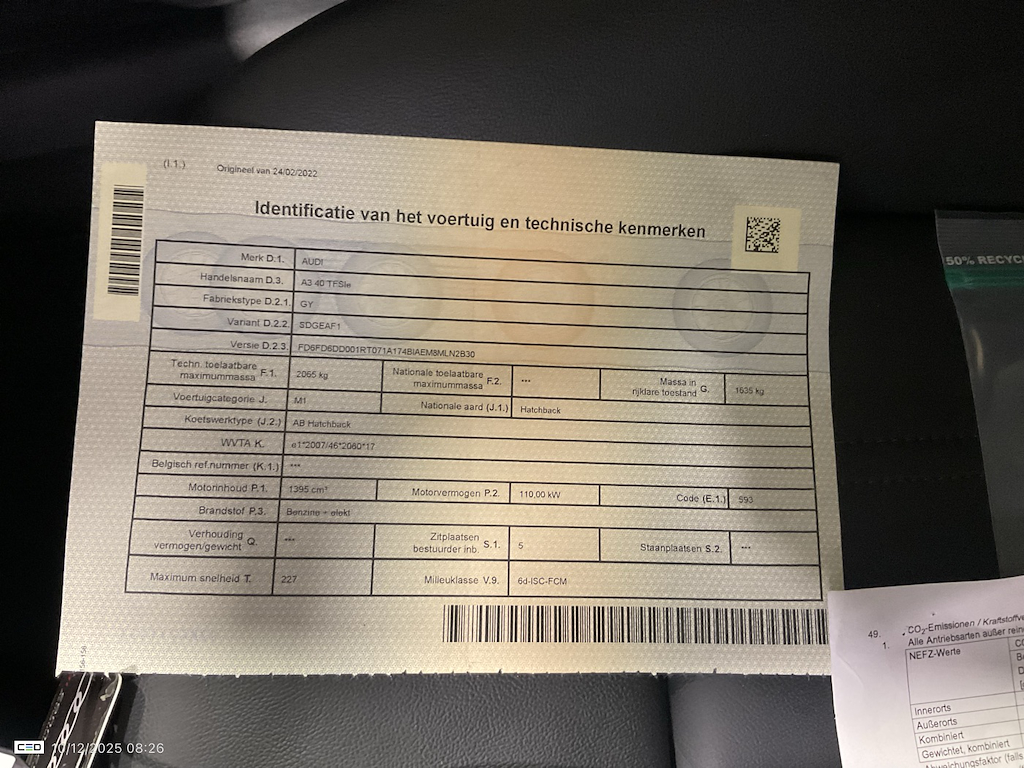 (I.1.) Origineel van 24/02/2022
Identificatie van het voertuig en technische kenmerken
Merk D.1. AUDI
Handelsnaam D.3. A3 40 TFSIe
Fabriekstype D.2.1. GY
Variant D.2.2. SDGEAF1
Versie D.2.3. FD6FD6DD001RT071A174BIAEM8MLN2B30
Techn. toelaatbare maximummassa F.1. 2065 kg Nationale toelaatbare maximummassa F.2. *** Massa in rijklare toestand G. 1635 kg
Voertuigcategorie J. M1 Nationale aard (J.1.) Hatchback
Koetswerktype (J.2.) AB Hatchback
WVTA K. e1*2007/46*2060*17
Belgisch ref.nummer (K.1.) ***
Motorinhoud P.1. 1395 cm³ Motorvermogen P.2. 110,00 kW Code (E.1.) 593
Brandstof P.3. Benzine + elekt
Verhouding vermogen/gewicht Q. *** Zitplaatsen bestuurder inb. S.1. 5 Staanplaatsen S.2. ***
Maximum snelheid T. 227 Milieuklasse V.9. 6d-ISC-FCM
50% RECYC
49. CO₂-Emissionen / Kraftstoffve
1. Alle Antriebsarten außer rein
NEFZ-Werte
Innerorts
Außerorts
Kombiniert
Gewichtet, kombiniert
Abweichungsfaktor (falls
CEO 10/12/2025 08:26